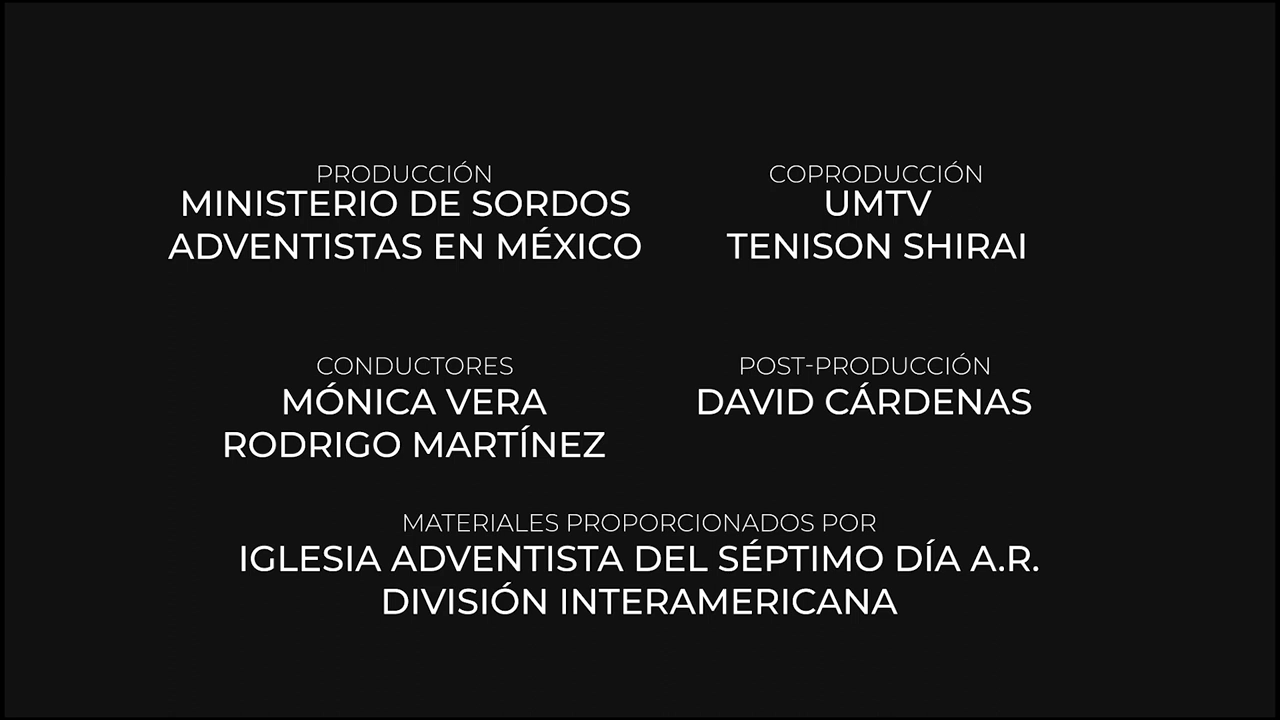 PRODUCCIÓN
MINISTERIO DE SORDOS
ADVENTISTAS EN MÉXICO
COPRODUCCIÓN
UMTV
TENISON SHIRAI
CONDUCTORES
MÓNICA VERA
RODRIGO MARTÍNEZ
POST-PRODUCCIÓN
DAVID CÁRDENAS
MATERIALES PROPORCIONADOS POR
IGLESIA ADVENTISTA DEL SÉPTIMO DÍA A.R.
DIVISIÓN INTERAMERICANA